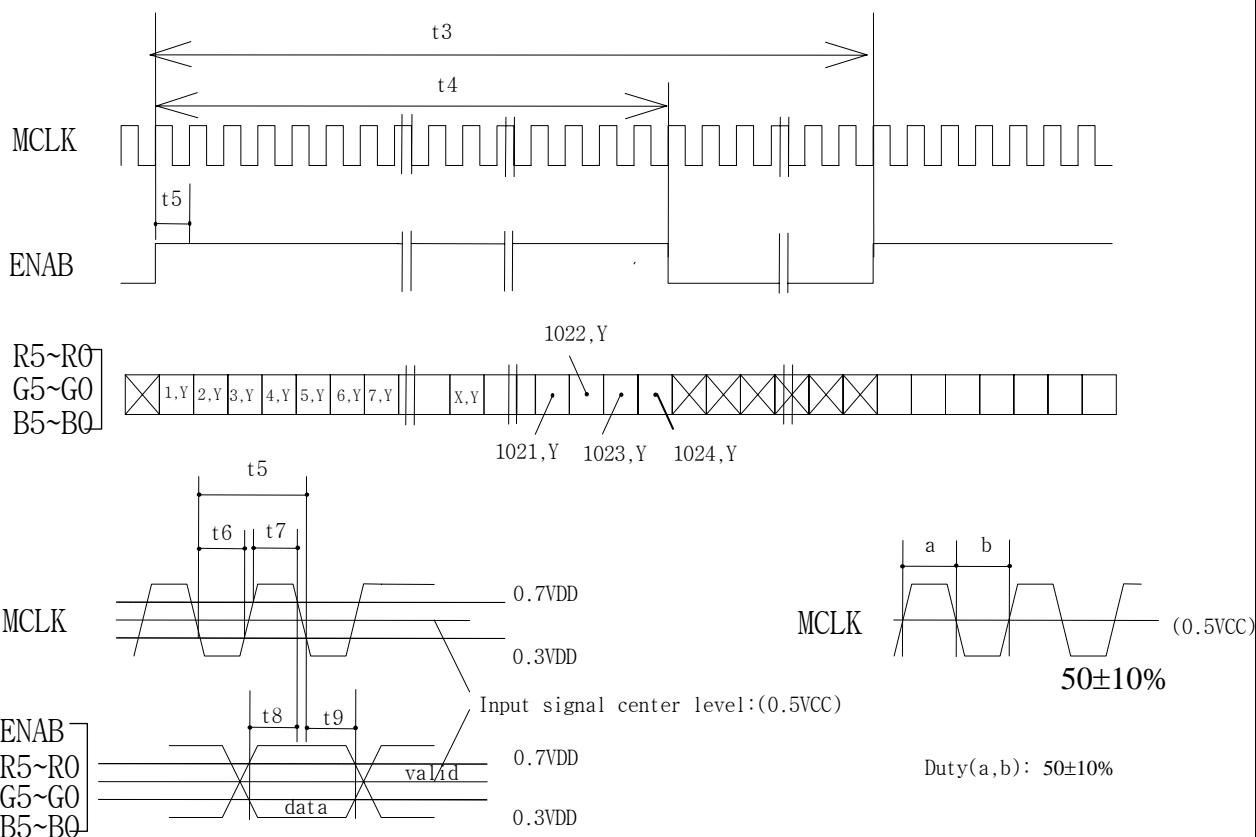 t3
t4
MCLK
t5
ENAB
1022,Y
R5~R0
G5~G0
B5~B0
1,Y 2,Y 3,Y 4,Y 5,Y 6,Y 7,Y X,Y
1021,Y 1023,Y 1024,Y
t5
t6 t7
a b
0.7VDD
MCLK
MCLK
(0.5VCC)
0.3VDD
50±10%
Input signal center level:(0.5VCC)
t8 t9
ENAB
R5~R0
G5~G0
B5~B0
0.7VDD
valid
data
0.3VDD
Duty(a,b): 50±10%